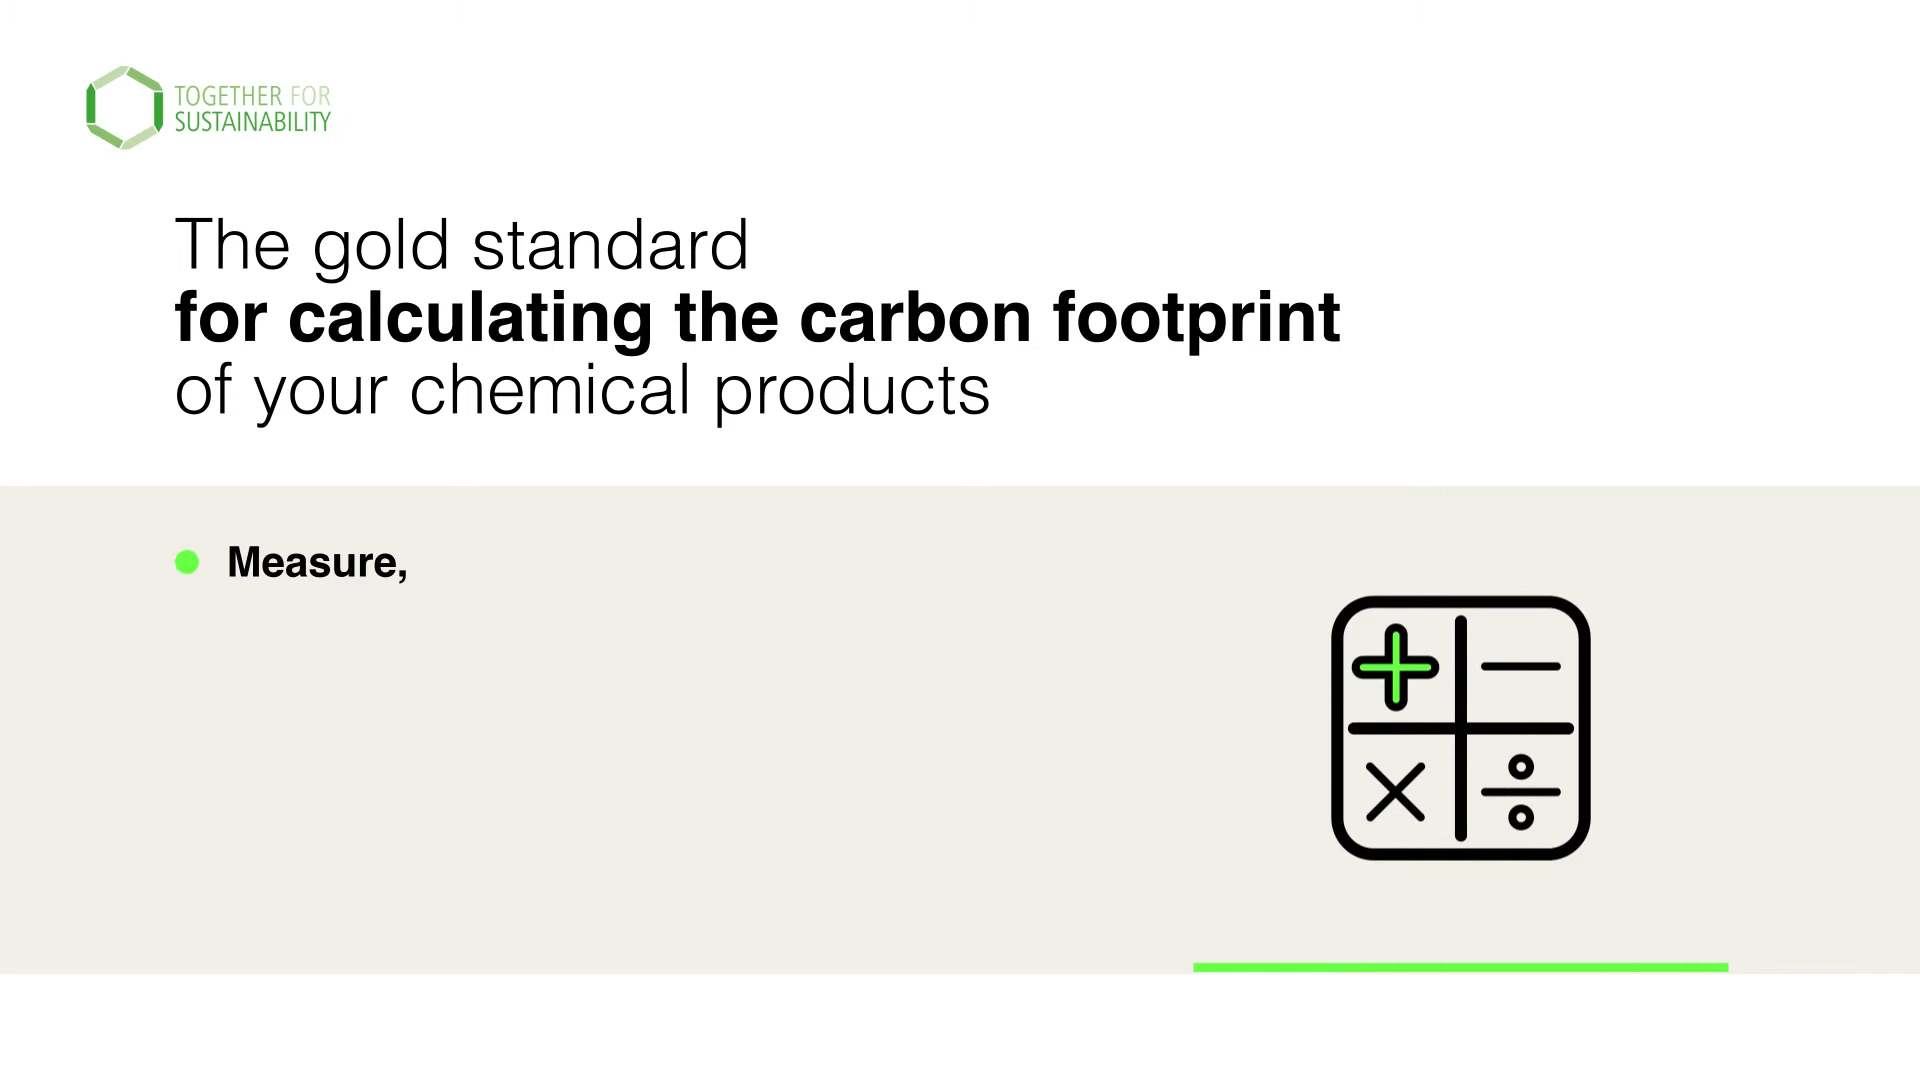 TOGETHER FOR
SUSTAINABILITY
The gold standard
for calculating the carbon footprint
of your chemical products
Measure,